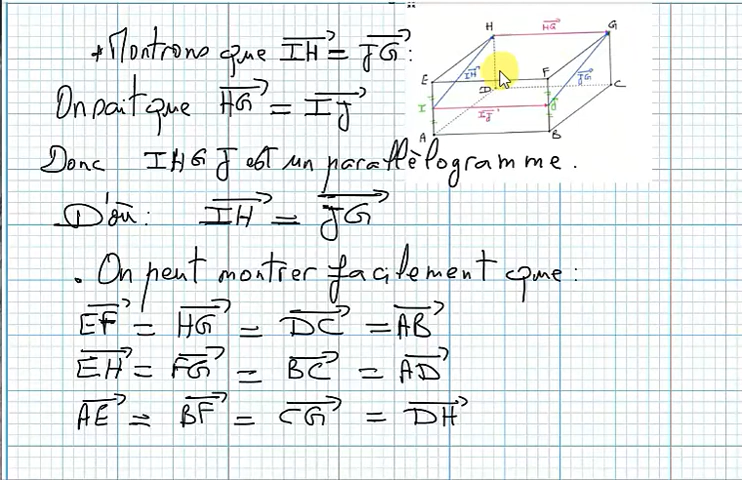 * Montrons que IH⃗ = JG⃗ :
On sait que HG⃗ = IJ⃗
Donc IHGJ est un parallèlogramme.
D'où : IH⃗ = JG⃗
. On peut montrer facilement que :
EF⃗ = HG⃗ = DC⃗ = AB⃗
EH⃗ = FG⃗ = BC⃗ = AD⃗
AE⃗ = BF⃗ = CG⃗ = DH⃗
H HG⃗ G
E IH⃗ F JG⃗
D C
I IJ⃗ J
A B